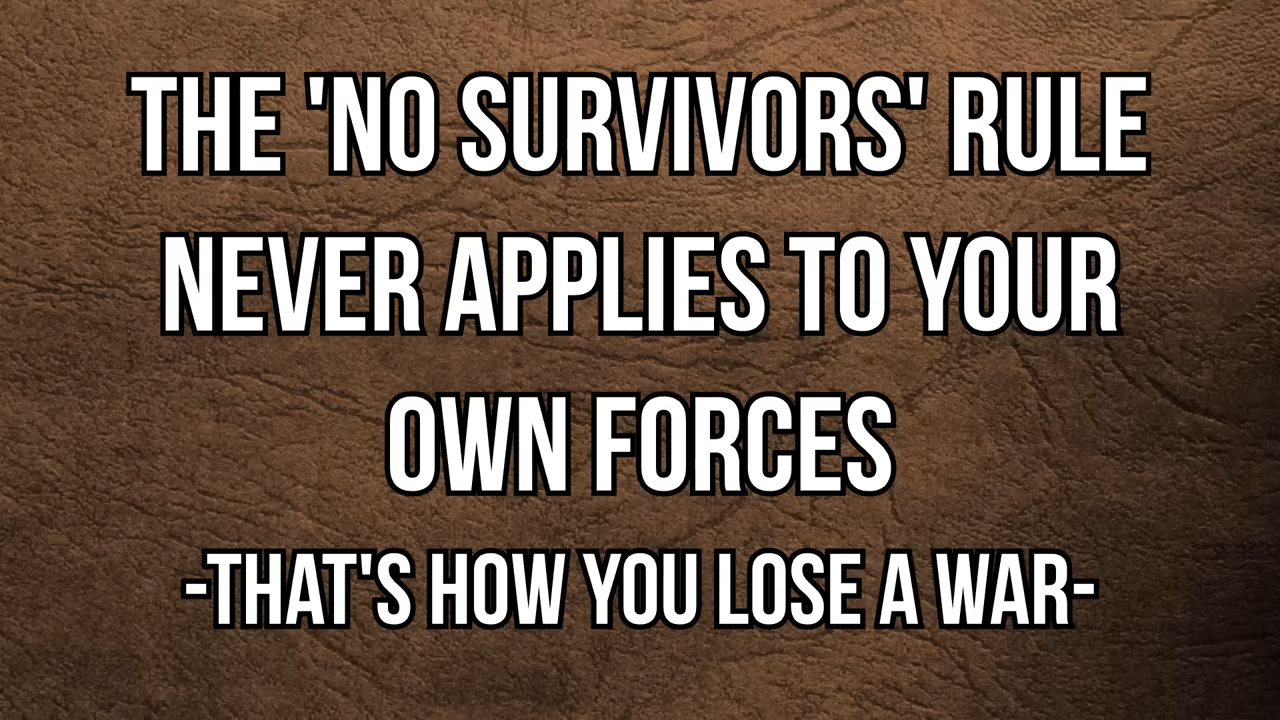 THE 'NO SURVIVORS' RULE
NEVER APPLIES TO YOUR
OWN FORCES
-THAT'S HOW YOU LOSE A WAR-